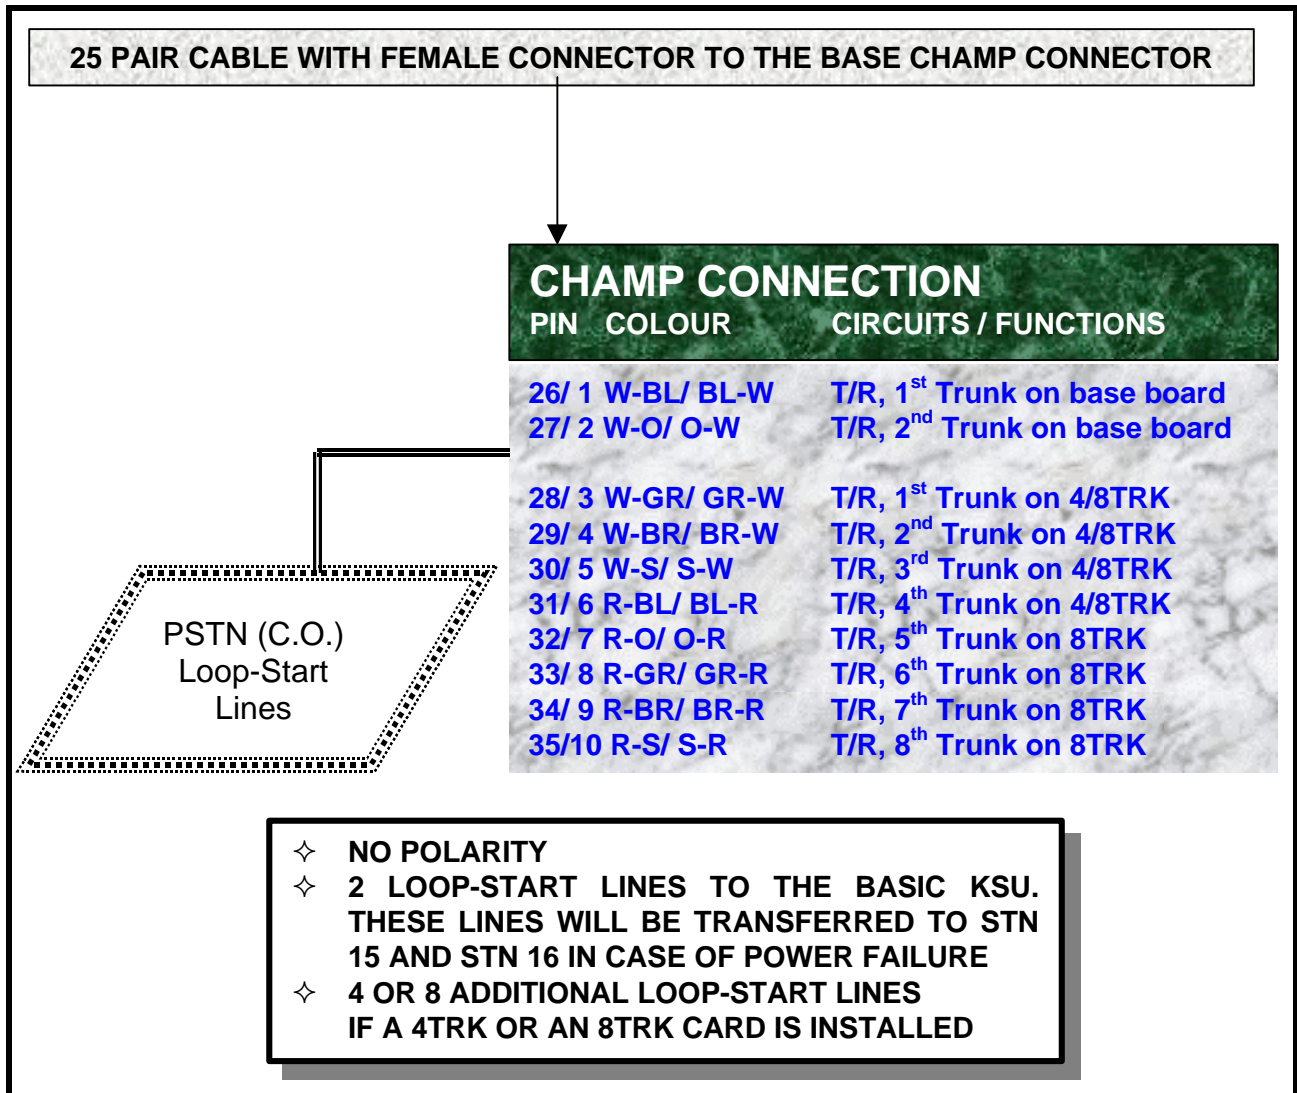 25 PAIR CABLE WITH FEMALE CONNECTOR TO THE BASE CHAMP CONNECTOR
CHAMP CONNECTION
PIN COLOUR CIRCUITS / FUNCTIONS
26/ 1 W-BL/ BL-W T/R, 1st Trunk on base board
27/ 2 W-O/ O-W T/R, 2nd Trunk on base board
28/ 3 W-GR/ GR-W T/R, 1st Trunk on 4/8TRK
29/ 4 W-BR/ BR-W T/R, 2nd Trunk on 4/8TRK
30/ 5 W-S/ S-W T/R, 3rd Trunk on 4/8TRK
31/ 6 R-BL/ BL-R T/R, 4th Trunk on 4/8TRK
32/ 7 R-O/ O-R T/R, 5th Trunk on 8TRK
33/ 8 R-GR/ GR-R T/R, 6th Trunk on 8TRK
34/ 9 R-BR/ BR-R T/R, 7th Trunk on 8TRK
35/10 R-S/ S-R T/R, 8th Trunk on 8TRK
PSTN (C.O.)
Loop-Start
Lines
✧ NO POLARITY
✧ 2 LOOP-START LINES TO THE BASIC KSU.
THESE LINES WILL BE TRANSFERRED TO STN
15 AND STN 16 IN CASE OF POWER FAILURE
✧ 4 OR 8 ADDITIONAL LOOP-START LINES
IF A 4TRK OR AN 8TRK CARD IS INSTALLED